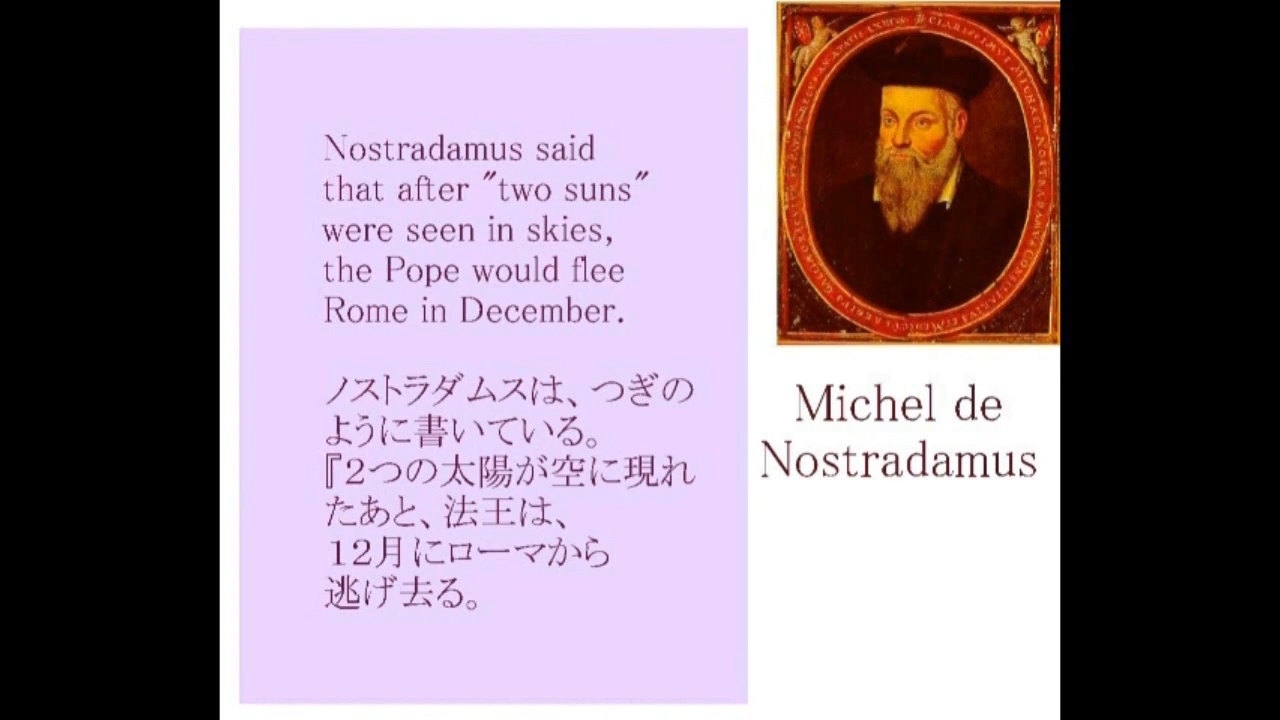 Nostradamus said
that after "two suns"
were seen in skies,
the Pope would flee
Rome in December.
ノストラダムスは、つぎの
ように書いている。
『２つの太陽が空に現れ
たあと、法王は、
１２月にローマから
逃げ去る。
Michel de
Nostradamus